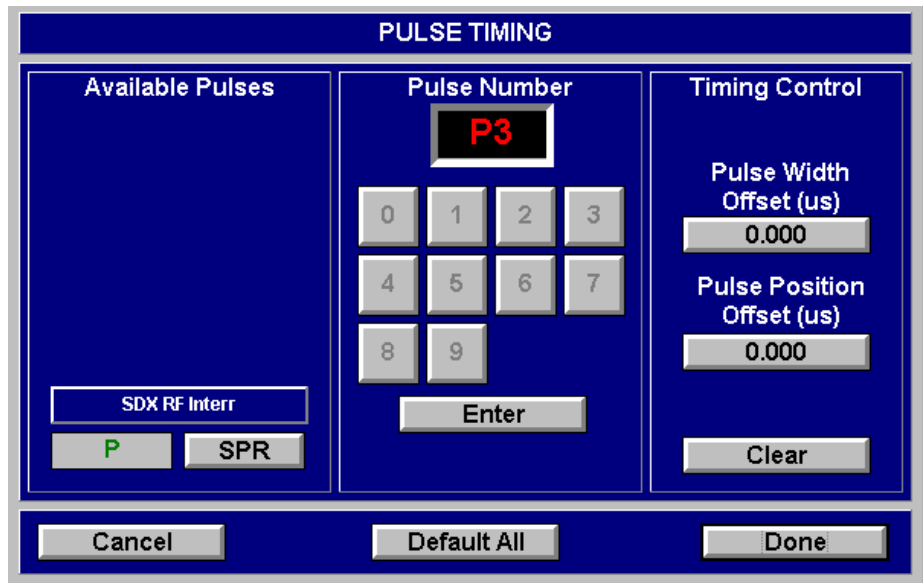 PULSE TIMING
Available Pulses
SDX RF Interr
P
SPR
Pulse Number
P3
0 1 2 3
4 5 6 7
8 9
Enter
Timing Control
Pulse Width
Offset (us)
0.000
Pulse Position
Offset (us)
0.000
Clear
Cancel
Default All
Done